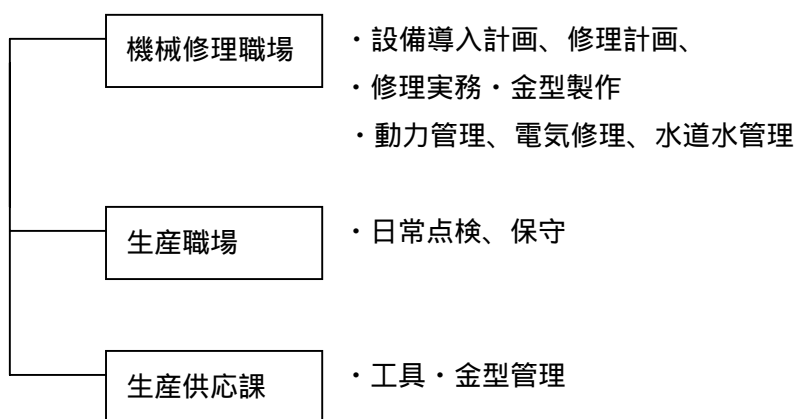 機械修理職場
・設備導入計画、修理計画、
・修理実務・金型製作
・動力管理、電気修理、水道水管理
生産職場
・日常点検、保守
生産供応課
・工具・金型管理